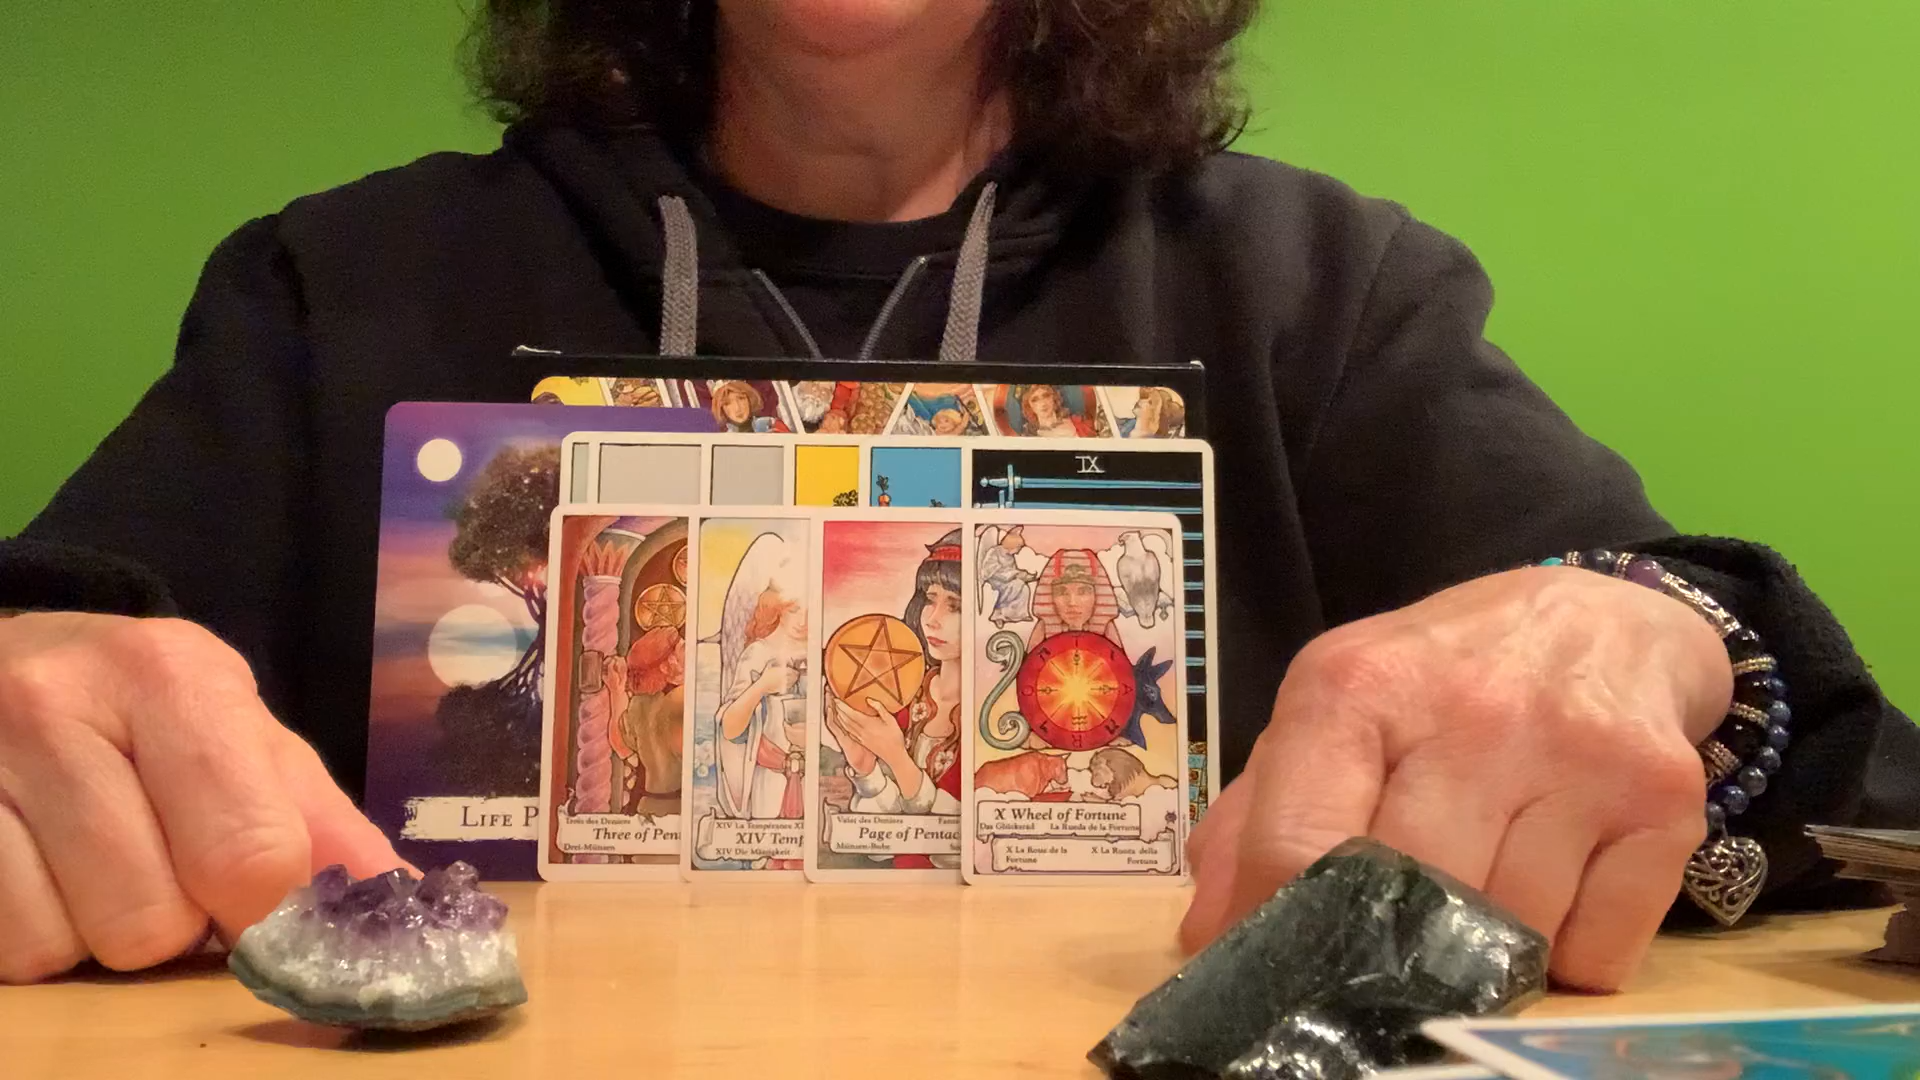 IX
LIFE P
Trois des Deniers
Three of Pen
Drei-Münzen
XIV La Tempérance XI
XIV Temp
XIV Die Mässigkeit
Valet des Deniers
Page of Pentac
Münzen-Bube
X Wheel of Fortune
Das Glücksrad La Rueda de la Fortuna
X La Roue de la Fortune
X La Ruota della Fortuna